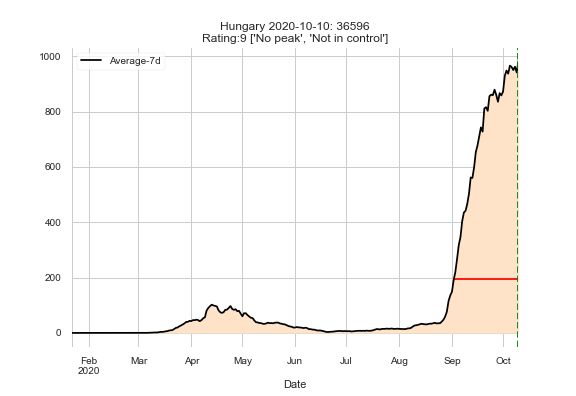 Hungary 2020-10-10: 36596
Rating:9 ['No peak', 'Not in control']
Average-7d
1000
800
600
400
200
0
Feb Mar Apr May Jun Jul Aug Sep Oct
2020
Date